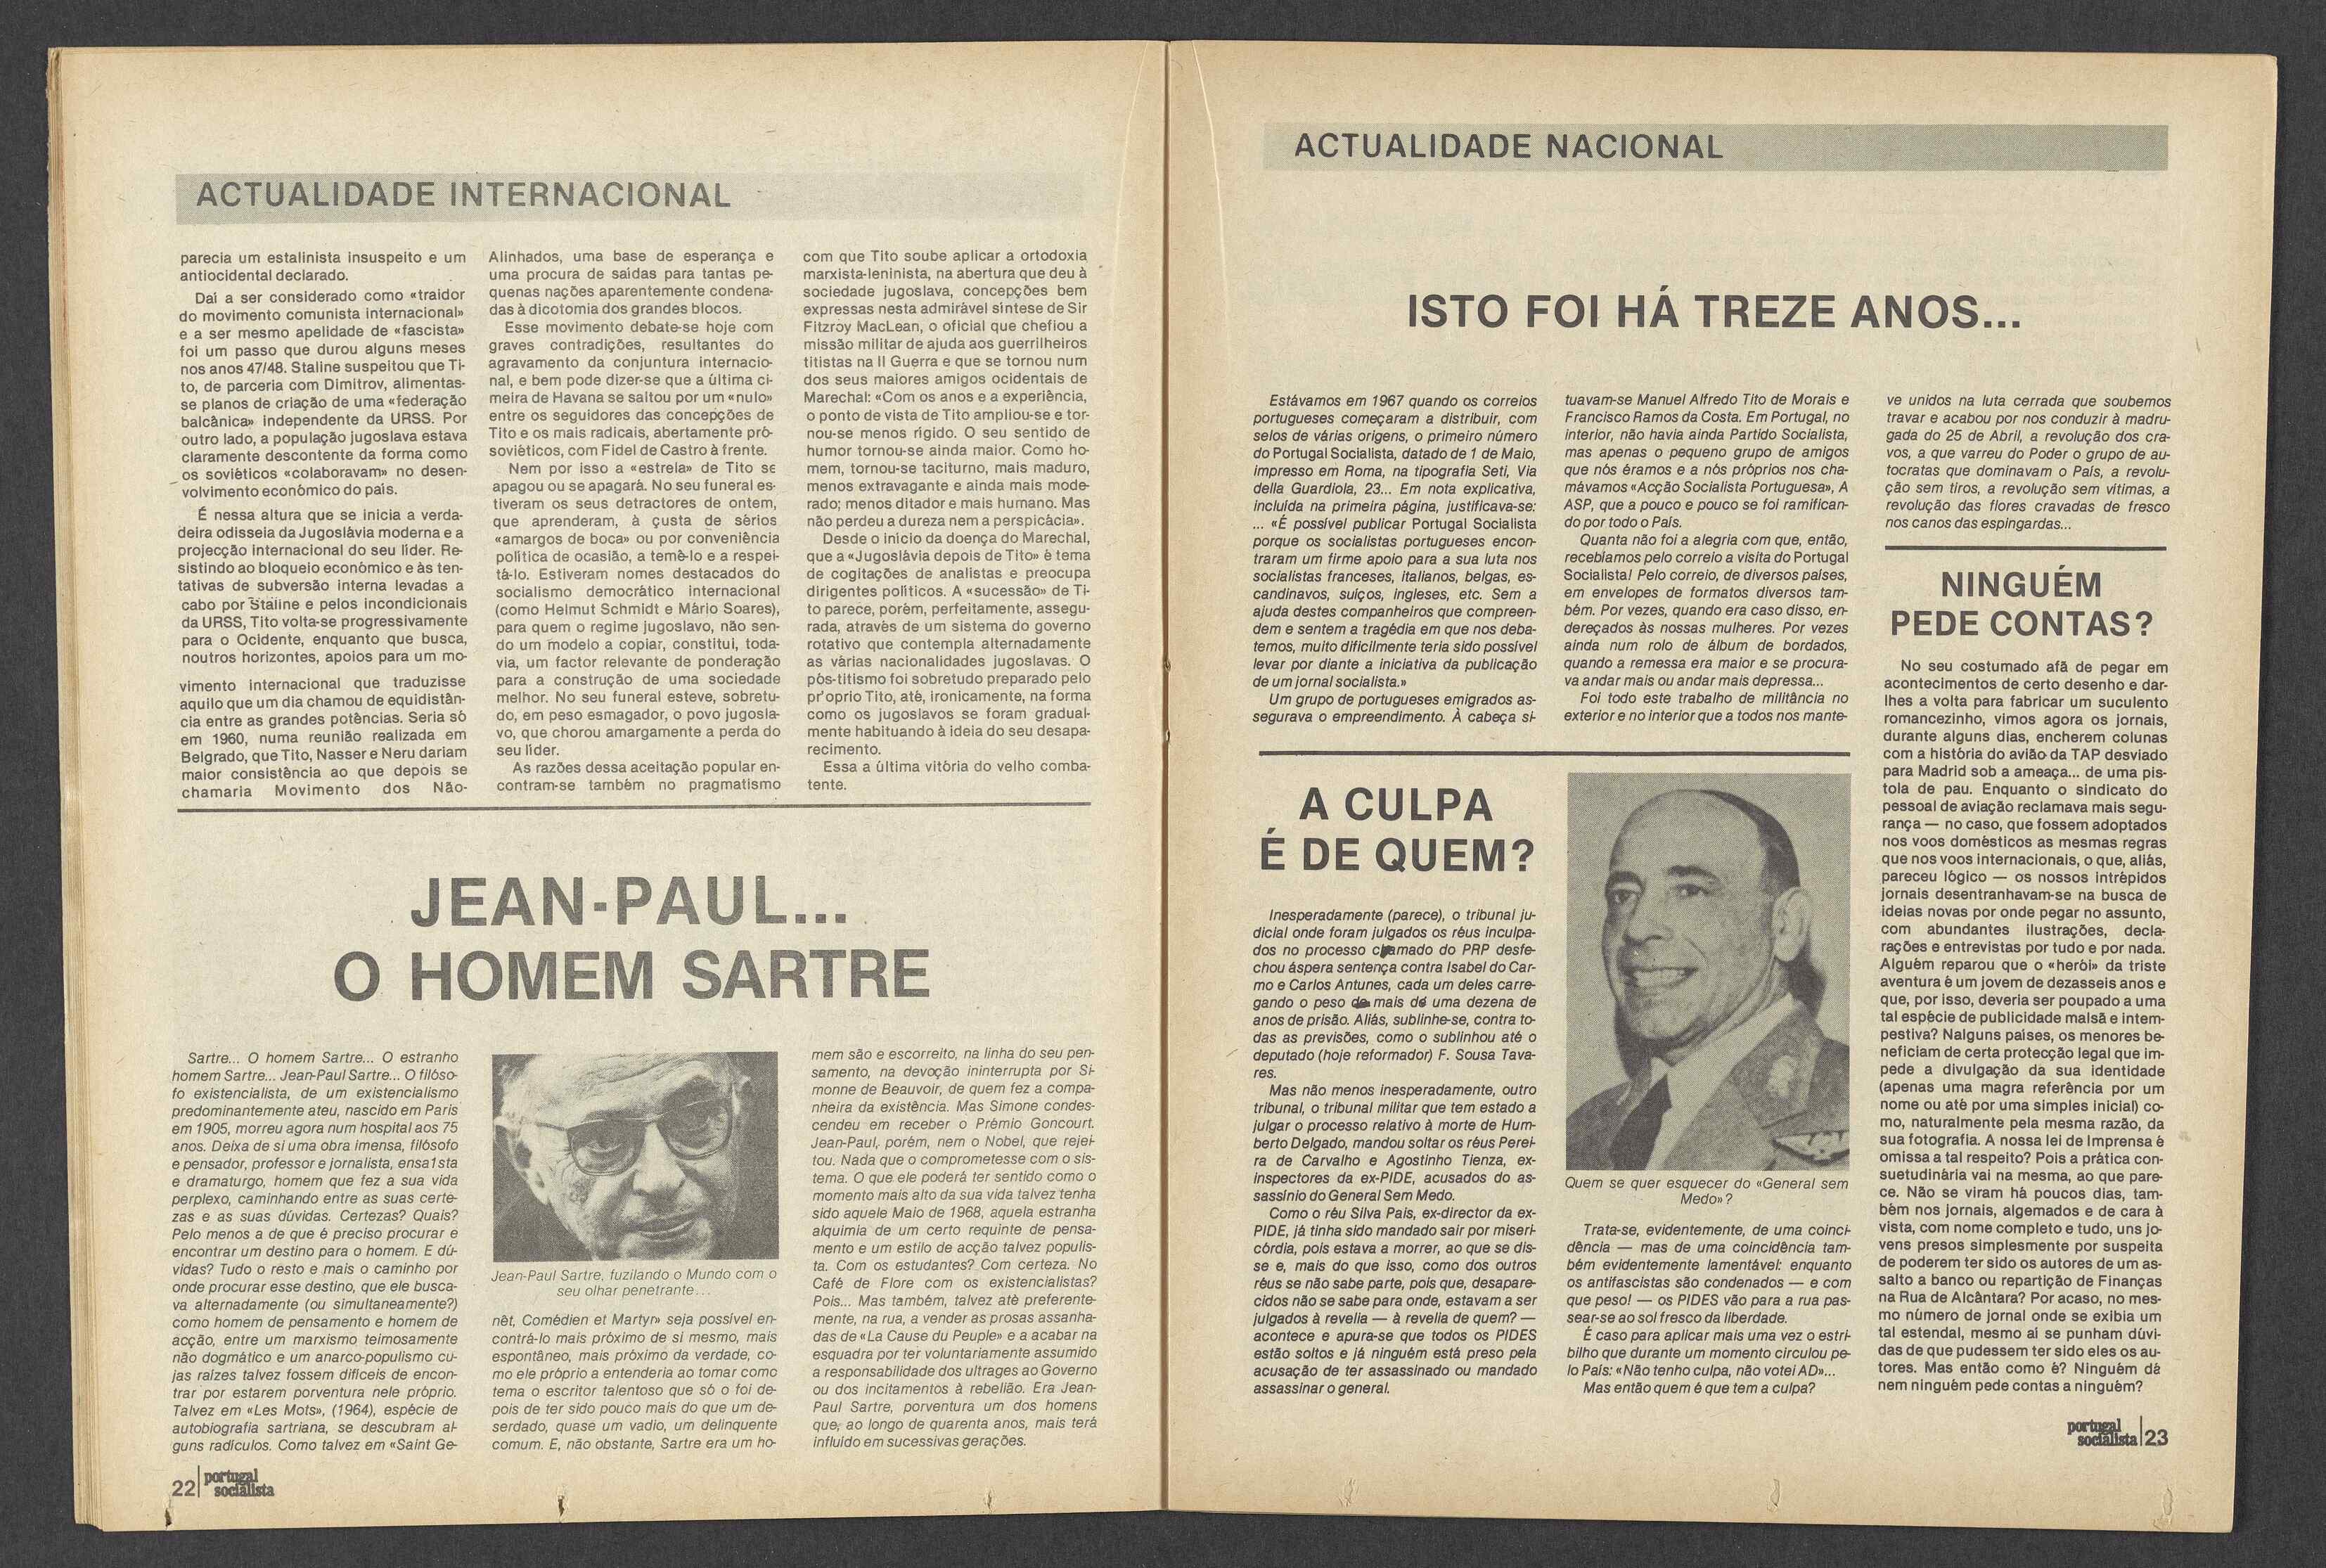 ACTUALIDADE INTERNACIONAL
parecia um estalinista insuspeito e um
antiocidental declarado.
Daí a ser considerado como «traidor
do movimento comunista internacional»
e a ser mesmo apelidade de «fascista»
foi um passo que durou alguns meses
nos anos 47/48. Staline suspeitou que Ti-
to, de parceria com Dimitrov, alimentas-
se planos de criação de uma «federação
balcânica» independente da URSS. Por
outro lado, a população jugoslava estava
claramente descontente da forma como
os soviéticos «colaboravam» no desen-
volvimento económico do país.
É nessa altura que se inicia a verda-
deira odisseia da Jugoslávia moderna e a
projecção internacional do seu líder. Re-
sistindo ao bloqueio económico e às ten-
tativas de subversão interna levadas a
cabo por Staline e pelos incondicionais
da URSS, Tito volta-se progressivamente
para o Ocidente, enquanto que busca,
noutros horizontes, apoios para um mo-
vimento internacional que traduzisse
aquilo que um dia chamou de equidistân-
cia entre as grandes potências. Seria só
em 1960, numa reunião realizada em
Belgrado, que Tito, Nasser e Neru dariam
maior consistência ao que depois se
chamaria Movimento dos Não-
Alinhados, uma base de esperança e
uma procura de saídas para tantas pe-
quenas nações aparentemente condena-
das à dicotomia dos grandes blocos.
Esse movimento debate-se hoje com
graves contradições, resultantes do
agravamento da conjuntura internacio-
nal, e bem pode dizer-se que a última ci-
meira de Havana se saltou por um «nulo»
entre os seguidores das concepções de
Tito e os mais radicais, abertamente pró-
soviéticos, com Fidel de Castro à frente.
Nem por isso a «estrela» de Tito se
apagou ou se apagará. No seu funeral es-
tiveram os seus detractores de ontem,
que aprenderam, à çusta de sérios
«amargos de boca» ou por conveniência
política de ocasião, a temê-lo e a respei-
tá-lo. Estiveram nomes destacados do
socialismo democrático internacional
(como Helmut Schmidt e Mário Soares),
para quem o regime jugoslavo, não sen-
do um modelo a copiar, constitui, toda-
via, um factor relevante de ponderação
para a construção de uma sociedade
melhor. No seu funeral esteve, sobretu-
do, em peso esmagador, o povo jugosla-
vo, que chorou amargamente a perda do
seu líder.
As razões dessa aceitação popular en-
contram-se também no pragmatismo
com que Tito soube aplicar a ortodoxia
marxista-leninista, na abertura que deu à
sociedade jugoslava, concepções bem
expressas nesta admirável síntese de Sir
Fitzroy MacLean, o oficial que chefiou a
missão militar de ajuda aos guerrilheiros
titistas na II Guerra e que se tornou num
dos seus maiores amigos ocidentais de
Marechal: «Com os anos e a experiência,
o ponto de vista de Tito ampliou-se e tor-
nou-se menos rígido. O seu sentido de
humor tornou-se ainda maior. Como ho-
mem, tornou-se taciturno, mais maduro,
menos extravagante e ainda mais mode-
rado; menos ditador e mais humano. Mas
não perdeu a dureza nem a perspicácia».
Desde o início da doença do Marechal,
que a «Jugoslávia depois de Tito» é tema
de cogitações de analistas e preocupa
dirigentes políticos. A «sucessão» de Ti-
to parece, porém, perfeitamente, assegu-
rada, através de um sistema do governo
rotativo que contempla alternadamente
as várias nacionalidades jugoslavas. O
pós-titismo foi sobretudo preparado pelo
pr'oprio Tito, até, ironicamente, na forma
como os jugoslavos se foram gradual-
mente habituando à ideia do seu desapa-
recimento.
Essa a última vitória do velho comba-
tente.
JEAN-PAUL...
O HOMEM SARTRE
Sartre... O homem Sartre... O estranho
homem Sartre... Jean-Paul Sartre... O filóso-
fo existencialista, de um existencialismo
predominantemente ateu, nascido em Paris
em 1905, morreu agora num hospital aos 75
anos. Deixa de si uma obra imensa, filósofo
e pensador, professor e jornalista, ensa1sta
e dramaturgo, homem que fez a sua vida
perplexo, caminhando entre as suas certe-
zas e as suas dúvidas. Certezas? Quais?
Pelo menos a de que é preciso procurar e
encontrar um destino para o homem. E dú-
vidas? Tudo o resto e mais o caminho por
onde procurar esse destino, que ele busca-
va alternadamente (ou simultaneamente?)
como homem de pensamento e homem de
acção, entre um marxismo teimosamente
não dogmático e um anarco-populismo cu-
jas raízes talvez fossem difíceis de encon-
trar por estarem porventura nele próprio.
Talvez em «Les Mots», (1964), espécie de
autobiografia sartriana, se descubram al-
guns radículos. Como talvez em «Saint Ge-
Jean-Paul Sartre, fuzilando o Mundo com o
seu olhar penetrante...
nêt, Comédien et Martyr» seja possível en-
contrá-lo mais próximo de si mesmo, mais
espontâneo, mais próximo da verdade, co-
mo ele próprio a entenderia ao tomar como
tema o escritor talentoso que só o foi de-
pois de ter sido pouco mais do que um de-
serdado, quase um vadio, um delinquente
comum. E, não obstante, Sartre era um ho-
mem são e escorreito, na linha do seu pen-
samento, na devoção ininterrupta por Si-
monne de Beauvoir, de quem fez a compa-
nheira da existência. Mas Simone condes-
cendeu em receber o Prémio Goncourt.
Jean-Paul, porém, nem o Nobel, que rejei-
tou. Nada que o comprometesse com o sis-
tema. O que ele poderá ter sentido como o
momento mais alto da sua vida talvez tenha
sido aquele Maio de 1968, aquela estranha
alquimia de um certo requinte de pensa-
mento e um estilo de acção talvez populis-
ta. Com os estudantes? Com certeza. No
Café de Flore com os existencialistas?
Pois... Mas também, talvez até preferente-
mente, na rua, a vender as prosas assanha-
das de «La Cause du Peuple» e a acabar na
esquadra por ter voluntariamente assumido
a responsabilidade dos ultrages ao Governo
ou dos incitamentos à rebelião. Era Jean-
Paul Sartre, porventura um dos homens
que, ao longo de quarenta anos, mais terá
influído em sucessivas gerações.
22 portugal
socialista
ACTUALIDADE NACIONAL
ISTO FOI HÁ TREZE ANOS...
Estávamos em 1967 quando os correios
portugueses começaram a distribuir, com
selos de várias origens, o primeiro número
do Portugal Socialista, datado de 1 de Maio,
impresso em Roma, na tipografia Seti, Via
della Guardiola, 23... Em nota explicativa,
incluída na primeira página, justificava-se:
... «É possível publicar Portugal Socialista
porque os socialistas portugueses encon-
traram um firme apoio para a sua luta nos
socialistas franceses, italianos, belgas, es-
candinavos, suíços, ingleses, etc. Sem a
ajuda destes companheiros que compreen-
dem e sentem a tragédia em que nos deba-
temos, muito dificilmente teria sido possível
levar por diante a iniciativa da publicação
de um jornal socialista.»
Um grupo de portugueses emigrados as-
segurava o empreendimento. À cabeça si-
tuavam-se Manuel Alfredo Tito de Morais e
Francisco Ramos da Costa. Em Portugal, no
interior, não havia ainda Partido Socialista,
mas apenas o pequeno grupo de amigos
que nós éramos e a nós próprios nos cha-
mávamos «Acção Socialista Portuguesa», A
ASP, que a pouco e pouco se foi ramifican-
do por todo o País.
Quanta não foi a alegria com que, então,
recebíamos pelo correio a visita do Portugal
Socialista! Pelo correio, de diversos países,
em envelopes de formatos diversos tam-
bém. Por vezes, quando era caso disso, en-
dereçados às nossas mulheres. Por vezes
ainda num rolo de álbum de bordados,
quando a remessa era maior e se procura-
va andar mais ou andar mais depressa...
Foi todo este trabalho de militância no
exterior e no interior que a todos nos mante-
ve unidos na luta cerrada que soubemos
travar e acabou por nos conduzir à madru-
gada do 25 de Abril, a revolução dos cra-
vos, a que varreu do Poder o grupo de au-
tocratas que dominavam o País, a revolu-
ção sem tiros, a revolução sem vítimas, a
revolução das flores cravadas de fresco
nos canos das espingardas...
A CULPA
É DE QUEM?
Inesperadamente (parece), o tribunal ju-
dicial onde foram julgados os réus inculpa-
dos no processo chamado do PRP desfe-
chou áspera sentença contra Isabel do Car-
mo e Carlos Antunes, cada um deles carre-
gando o peso de mais de uma dezena de
anos de prisão. Aliás, sublinhe-se, contra to-
das as previsões, como o sublinhou até o
deputado (hoje reformador) F. Sousa Tava-
res.
Mas não menos inesperadamente, outro
tribunal, o tribunal militar que tem estado a
julgar o processo relativo à morte de Hum-
berto Delgado, mandou soltar os réus Perei-
ra de Carvalho e Agostinho Tienza, ex-
inspectores da ex-PIDE, acusados do as-
sassínio do General Sem Medo.
Como o réu Silva Pais, ex-director da ex-
PIDE, já tinha sido mandado sair por miseri-
córdia, pois estava a morrer, ao que se dis-
se e, mais do que isso, como dos outros
réus se não sabe parte, pois que, desapare-
cidos não se sabe para onde, estavam a ser
julgados à revelia — à revelia de quem? —
acontece e apura-se que todos os PIDES
estão soltos e já ninguém está preso pela
acusação de ter assassinado ou mandado
assassinar o general.
Quem se quer esquecer do «General sem
Medo»?
Trata-se, evidentemente, de uma coinci-
dência — mas de uma coincidência tam-
bém evidentemente lamentável: enquanto
os antifascistas são condenados — e com
que peso! — os PIDES vão para a rua pas-
sear-se ao sol fresco da liberdade.
É caso para aplicar mais uma vez o estri-
bilho que durante um momento circulou pe-
lo País: «Não tenho culpa, não votei AD»...
Mas então quem é que tem a culpa?
NINGUÉM
PEDE CONTAS?
No seu costumado afã de pegar em
acontecimentos de certo desenho e dar-
lhes a volta para fabricar um suculento
romancezinho, vimos agora os jornais,
durante alguns dias, encherem colunas
com a história do avião da TAP desviado
para Madrid sob a ameaça... de uma pis-
tola de pau. Enquanto o sindicato do
pessoal de aviação reclamava mais segu-
rança — no caso, que fossem adoptados
nos voos domésticos as mesmas regras
que nos voos internacionais, o que, aliás,
pareceu lógico — os nossos intrépidos
jornais desentranhavam-se na busca de
ideias novas por onde pegar no assunto,
com abundantes ilustrações, decla-
rações e entrevistas por tudo e por nada.
Alguém reparou que o «herói» da triste
aventura é um jovem de dezasseis anos e
que, por isso, deveria ser poupado a uma
tal espécie de publicidade malsã e intem-
pestiva? Nalguns países, os menores be-
neficiam de certa protecção legal que im-
pede a divulgação da sua identidade
(apenas uma magra referência por um
nome ou até por uma simples inicial) co-
mo, naturalmente pela mesma razão, da
sua fotografia. A nossa lei de Imprensa é
omissa a tal respeito? Pois a prática con-
suetudinária vai na mesma, ao que pare-
ce. Não se viram há poucos dias, tam-
bém nos jornais, algemados e de cara à
vista, com nome completo e tudo, uns jo-
vens presos simplesmente por suspeita
de poderem ter sido os autores de um as-
salto a banco ou repartição de Finanças
na Rua de Alcântara? Por acaso, no mes-
mo número de jornal onde se exibia um
tal estendal, mesmo aí se punham dúvi-
das de que pudessem ter sido eles os au-
tores. Mas então como é? Ninguém dá
nem ninguém pede contas a ninguém?
portugal
socialista 23